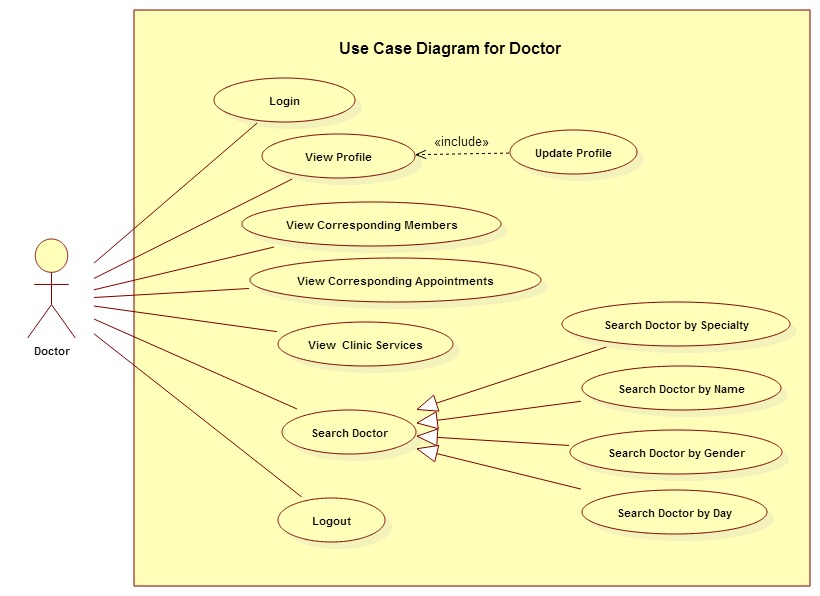 Use Case Diagram for Doctor
Login
«include»
View Profile
Update Profile
View Corresponding Members
View Corresponding Appointments
Search Doctor by Specialty
View  Clinic Services
Doctor
Search Doctor by Name
Search Doctor
Search Doctor by Gender
Search Doctor by Day
Logout